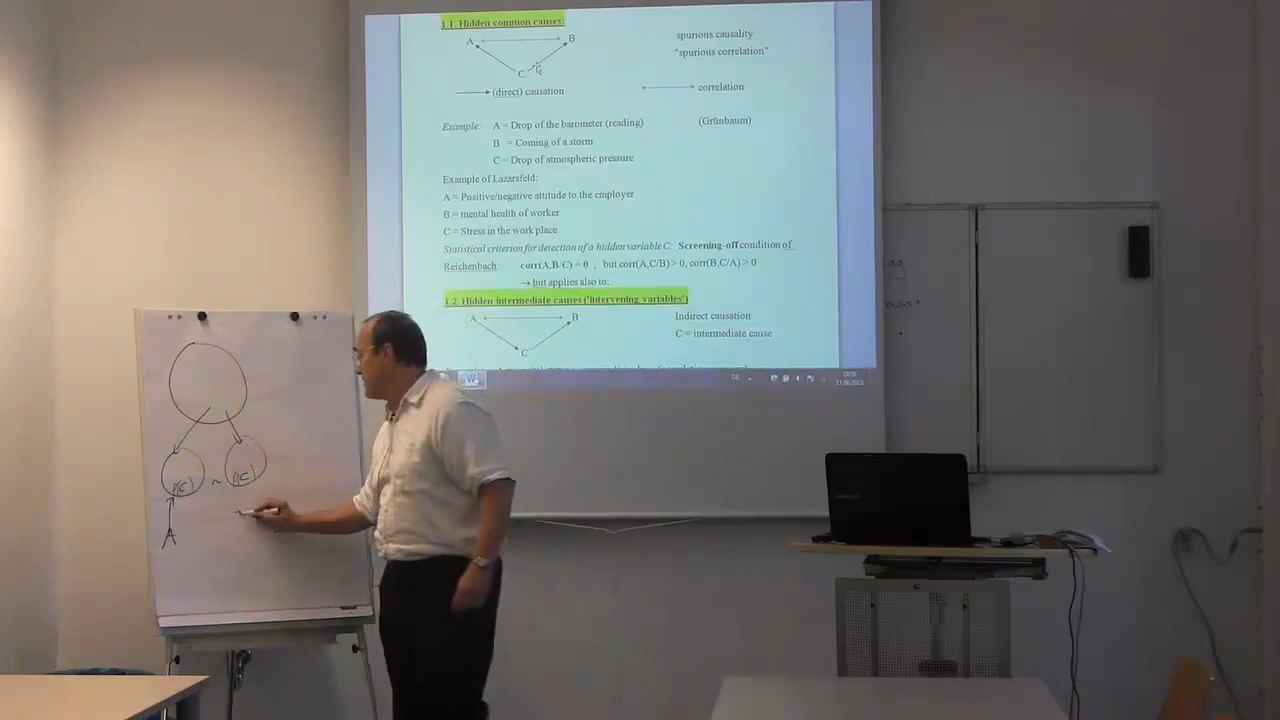 1.1. Hidden common causes:
A B spurious causality
"spurious correlation"
C
(direct) causation correlation
Example: A = Drop of the barometer (reading) (Grünbaum)
B = Coming of a storm
C = Drop of atmospheric pressure
Example of Lazarsfeld:
A = Positive/negative attitude to the employer
B = mental health of worker
C = Stress in the work place
Statistical criterion for detection of a hidden variable C: Screening-off condition of
Reichenbach: corr(A,B/C) = 0 , but corr(A,C/B) > 0, corr(B,C/A) > 0
→ but applies also to:
1.2. Hidden intermediate causes ('intervening variables')
A B Indirect causation
C = intermediate cause
C
W
DE
17.06.2015
~
A